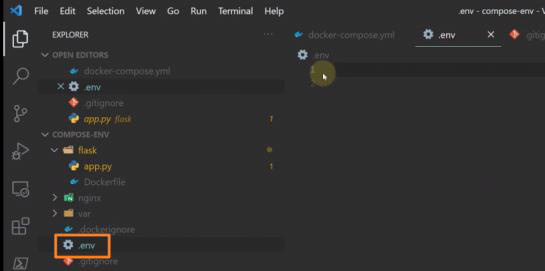 File Edit Selection View Go Run Terminal Help
.env - compose-env - V
EXPLORER
...
docker-compose.yml
.env
.gitig
OPEN EDITORS
docker-compose.yml
.env
.gitignore
app.py flask 1
COMPOSE-ENV
flask
app.py 1
Dockerfile
nginx
var
.dockerignore
.env
.gitignore
.env
1
2